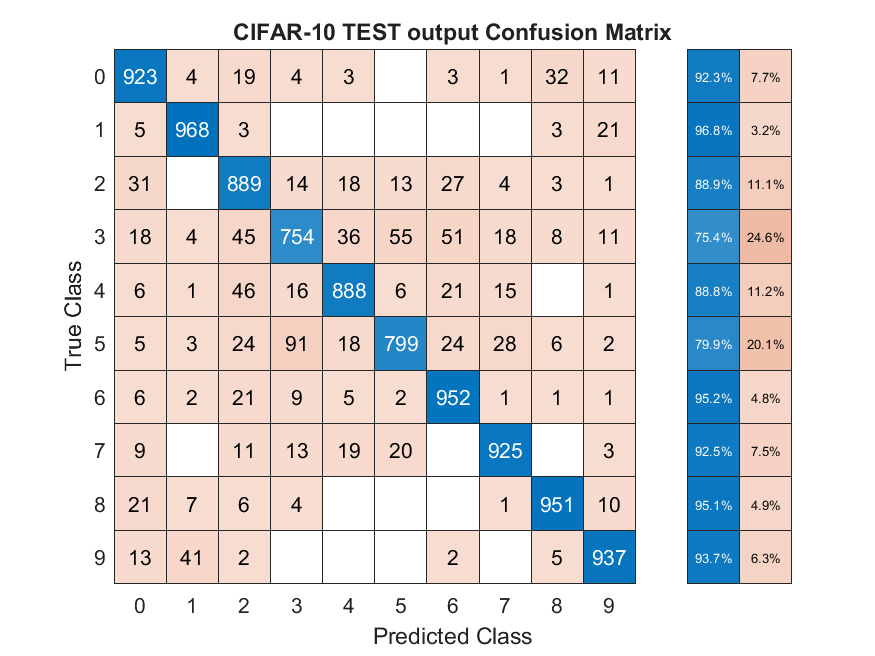 CIFAR-10 TEST output Confusion Matrix
0 923 4 19 4 3 3 1 32 11 92.3% 7.7%
1 5 968 3 3 21 96.8% 3.2%
2 31 889 14 18 13 27 4 3 1 88.9% 11.1%
3 18 4 45 754 36 55 51 18 8 11 75.4% 24.6%
4 6 1 46 16 888 6 21 15 1 88.8% 11.2%
5 5 3 24 91 18 799 24 28 6 2 79.9% 20.1%
6 6 2 21 9 5 2 952 1 1 1 95.2% 4.8%
7 9 11 13 19 20 925 3 92.5% 7.5%
8 21 7 6 4 1 951 10 95.1% 4.9%
9 13 41 2 2 5 937 93.7% 6.3%
True Class
0 1 2 3 4 5 6 7 8 9
Predicted Class